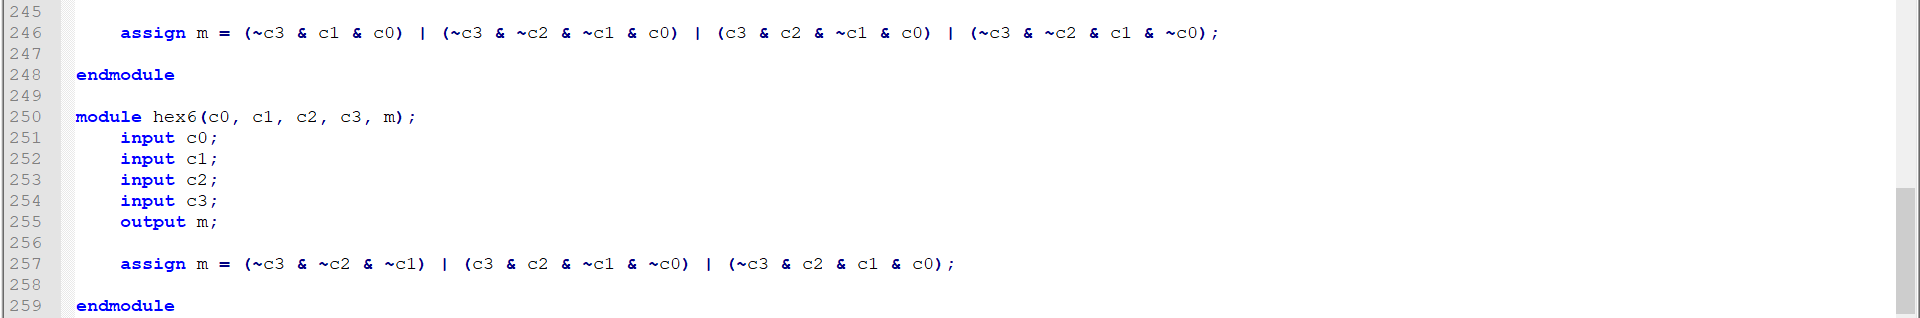 245
246     assign m = (~c3 & c1 & c0) | (~c3 & ~c2 & ~c1 & c0) | (c3 & c2 & ~c1 & c0) | (~c3 & ~c2 & c1 & ~c0);
247
248 endmodule
249
250 module hex6(c0, c1, c2, c3, m);
251     input c0;
252     input c1;
253     input c2;
254     input c3;
255     output m;
256
257     assign m = (~c3 & ~c2 & ~c1) | (c3 & c2 & ~c1 & ~c0) | (~c3 & c2 & c1 & c0);
258
259 endmodule